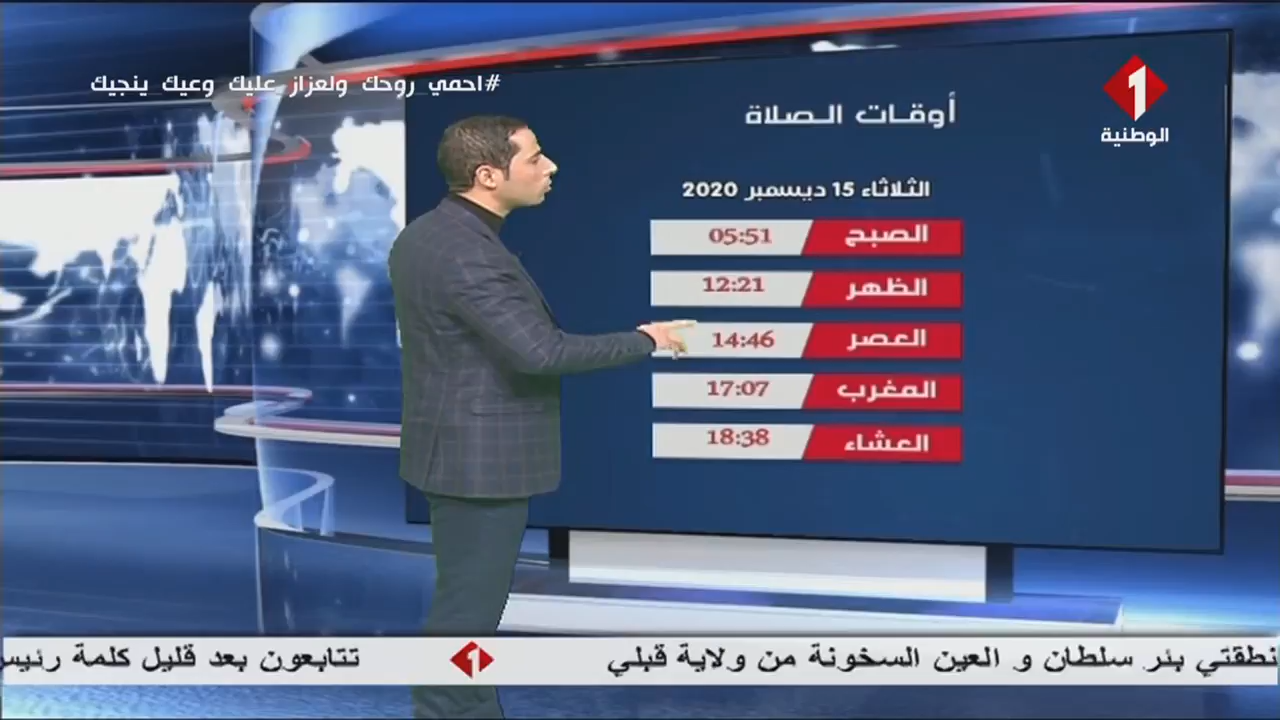 #احمي روحك ولعزاز عليك وعيك ينجيك
1
الوطنية
أوقات الصلاة
الثلاثاء 15 ديسمبر 2020
الصبح 05:51
الظهر 12:21
العصر 14:46
المغرب 17:07
العشاء 18:38
بئر سلطان و العين السخونة من ولاية قبلي 1 تتابعون بعد قليل كلمة